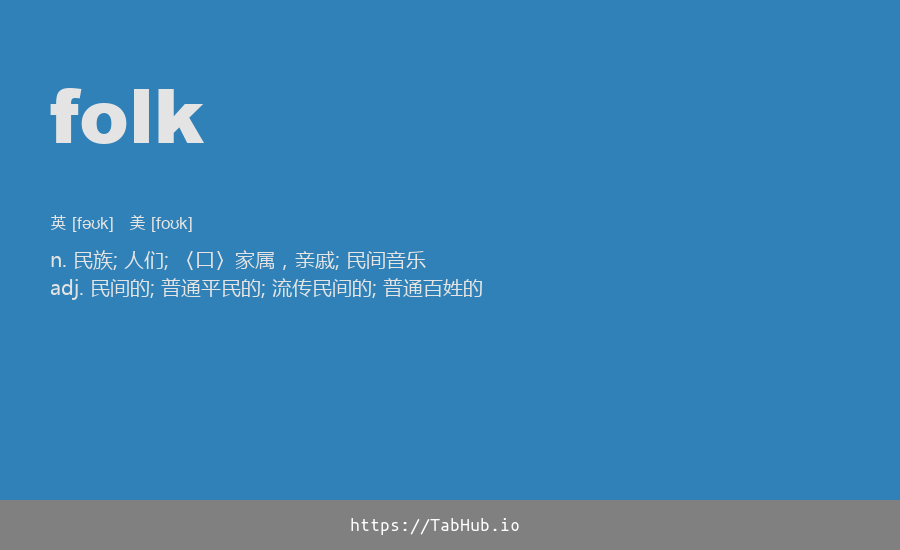 folk
英 [fəʊk] 美 [foʊk]
n. 民族; 人们; 〈口〉家属，亲戚; 民间音乐
adj. 民间的; 普通平民的; 流传民间的; 普通百姓的
https://TabHub.io